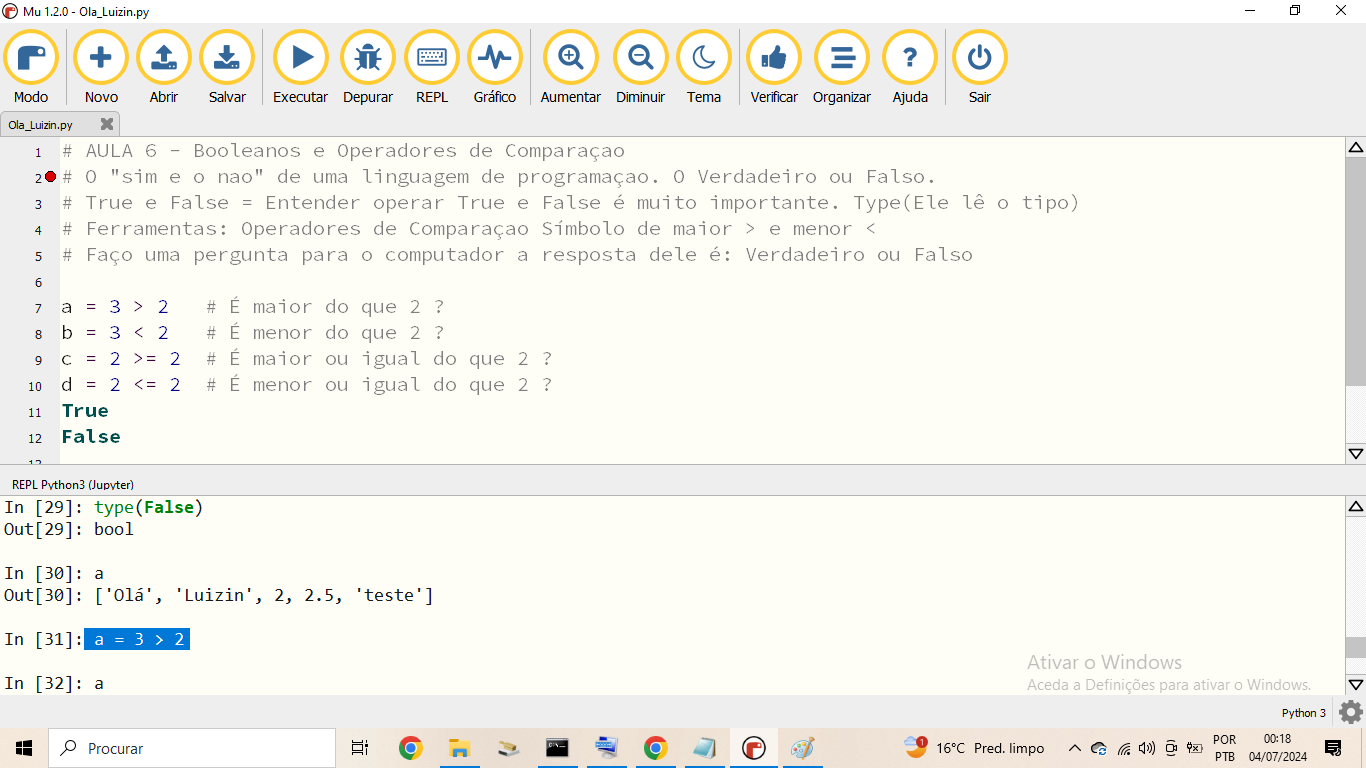 Mu 1.2.0 - Ola_Luizin.py
Modo Novo Abrir Salvar Executar Depurar REPL Gráfico Aumentar Diminuir Tema Verificar Organizar Ajuda Sair
Ola_Luizin.py
1 # AULA 6 - Booleanos e Operadores de Comparaçao
2 # O "sim e o nao" de uma linguagem de programaçao. O Verdadeiro ou Falso.
3 # True e False = Entender operar True e False é muito importante. Type(Ele lê o tipo)
4 # Ferramentas: Operadores de Comparaçao Símbolo de maior > e menor <
5 # Faço uma pergunta para o computador a resposta dele é: Verdadeiro ou Falso
6
7 a = 3 > 2 # É maior do que 2 ?
8 b = 3 < 2 # É menor do que 2 ?
9 c = 2 >= 2 # É maior ou igual do que 2 ?
10 d = 2 <= 2 # É menor ou igual do que 2 ?
11 True
12 False
13
REPL Python3 (Jupyter)
In [29]: type(False)
Out[29]: bool
In [30]: a
Out[30]: ['Olá', 'Luizin', 2, 2.5, 'teste']
In [31]: a = 3 > 2
In [32]: a
Ativar o Windows
Aceda a Definições para ativar o Windows.
Python 3
Procurar
1
16°C Pred. limpo
POR
PTB
00:18
04/07/2024